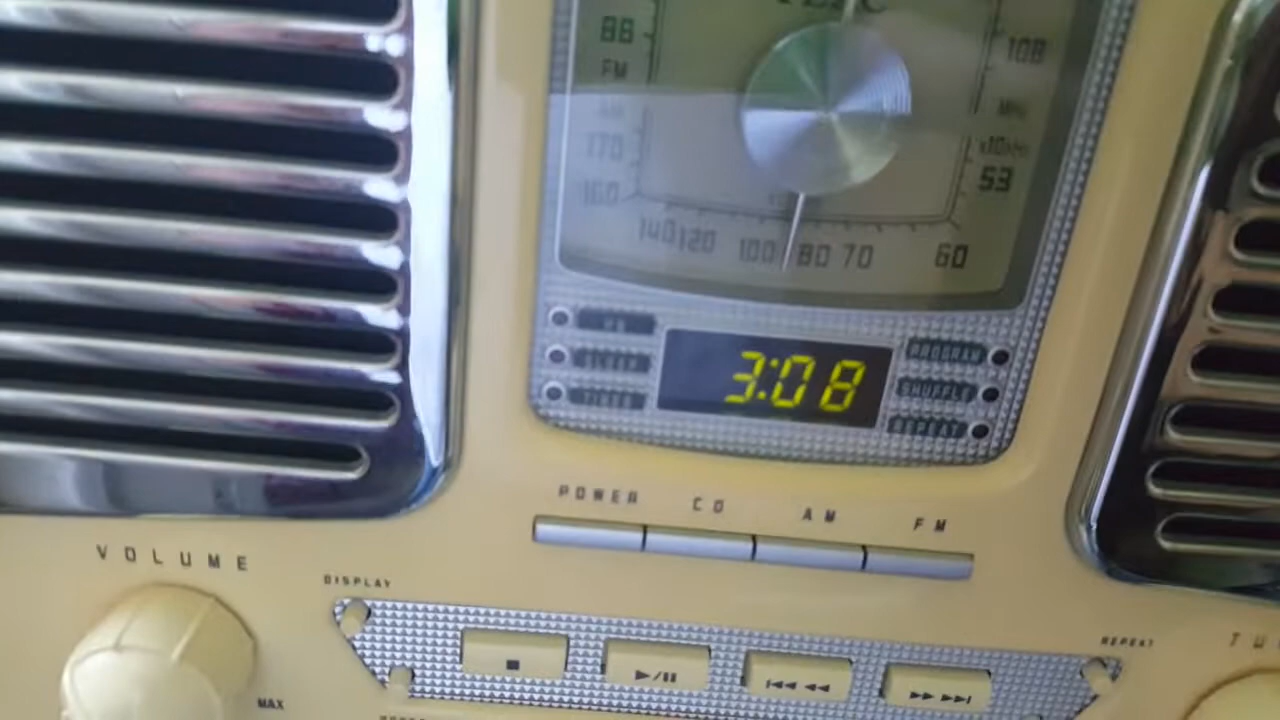 88
108
FM
MHz
170
x10kHz
160
53
140 120 100 80 70 60
PROGRAM
3:08
SHUFFLE
REPEAT
POWER CD AM FM
VOLUME
DISPLAY
REPEAT
■ ▶/II I◀◀ ◀◀ ▶▶ ▶▶I
MAX